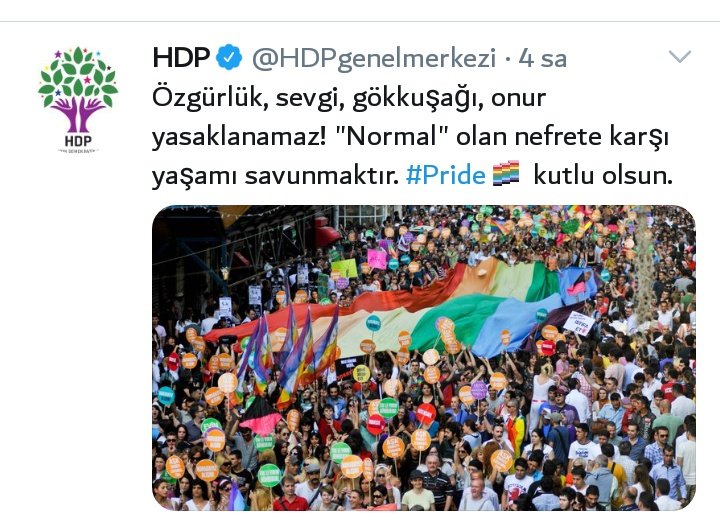 HDP @HDPgenelmerkezi · 4 sa
Özgürlük, sevgi, gökkuşağı, onur
yasaklanamaz! "Normal" olan nefrete karşı
yaşamı savunmaktır. #Pride kutlu olsun.
HDP